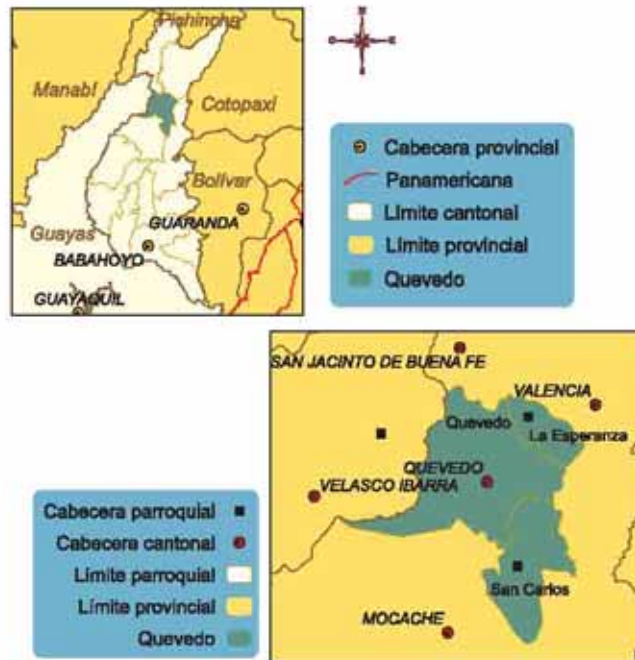 Pichincha
Manabí
Cotopaxi
Bolívar
GUARANDA
Guayas
BABAHOYO
GUAYAQUIL
N
O
E
S
Cabecera provincial
Panamericana
Límite cantonal
Límite provincial
Quevedo
SAN JACINTO DE BUENA FE
VALENCIA
Quevedo
La Esperanza
QUEVEDO
VELASCO IBARRA
San Carlos
MOCACHE
Cabecera parroquial
Cabecera cantonal
Límite parroquial
Límite provincial
Quevedo